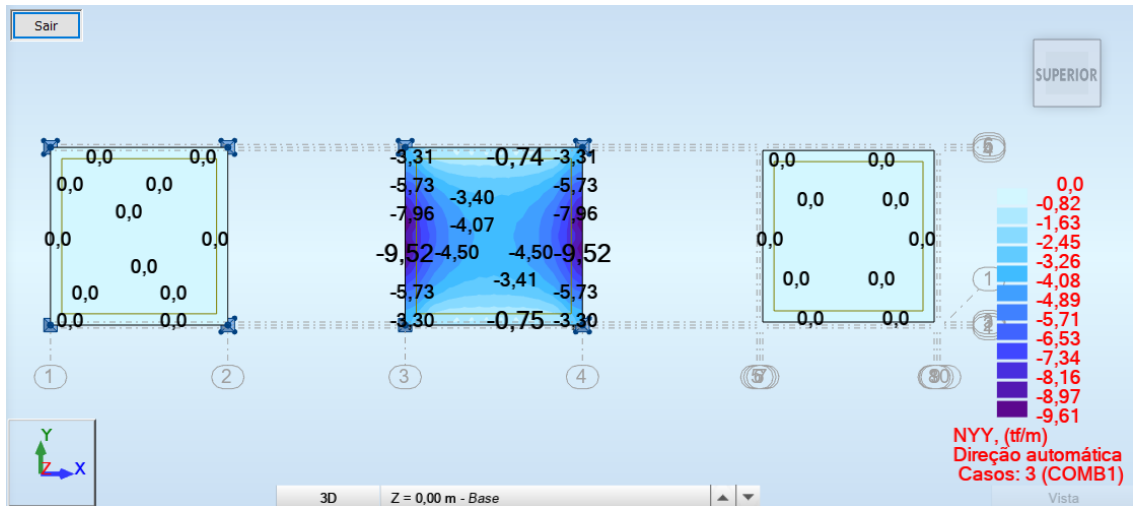 Sair
SUPERIOR
0,0 0,0 -3,31 -0,74 -3,31 0,0 0,0
0,0 0,0 -5,73 -5,73
-3,40 0,0 0,0
0,0 -7,96 -7,96
-4,07
0,0 0,0 0,0 0,0
-9,52 -4,50 -4,50 -9,52
0,0
-3,41 0,0 0,0
0,0 0,0 -5,73 -5,73
0,0 0,0 -3,30 -0,75 -3,30 0,0 0,0
1
1 2 3 4
0,0
-0,82
-1,63
-2,45
-3,26
-4,08
-4,89
-5,71
-6,53
-7,34
-8,16
-8,97
-9,61
NYY, (tf/m)
Direção automática
Casos: 3 (COMB1)
Y
Z X
3D Z = 0,00 m - Base
Vista